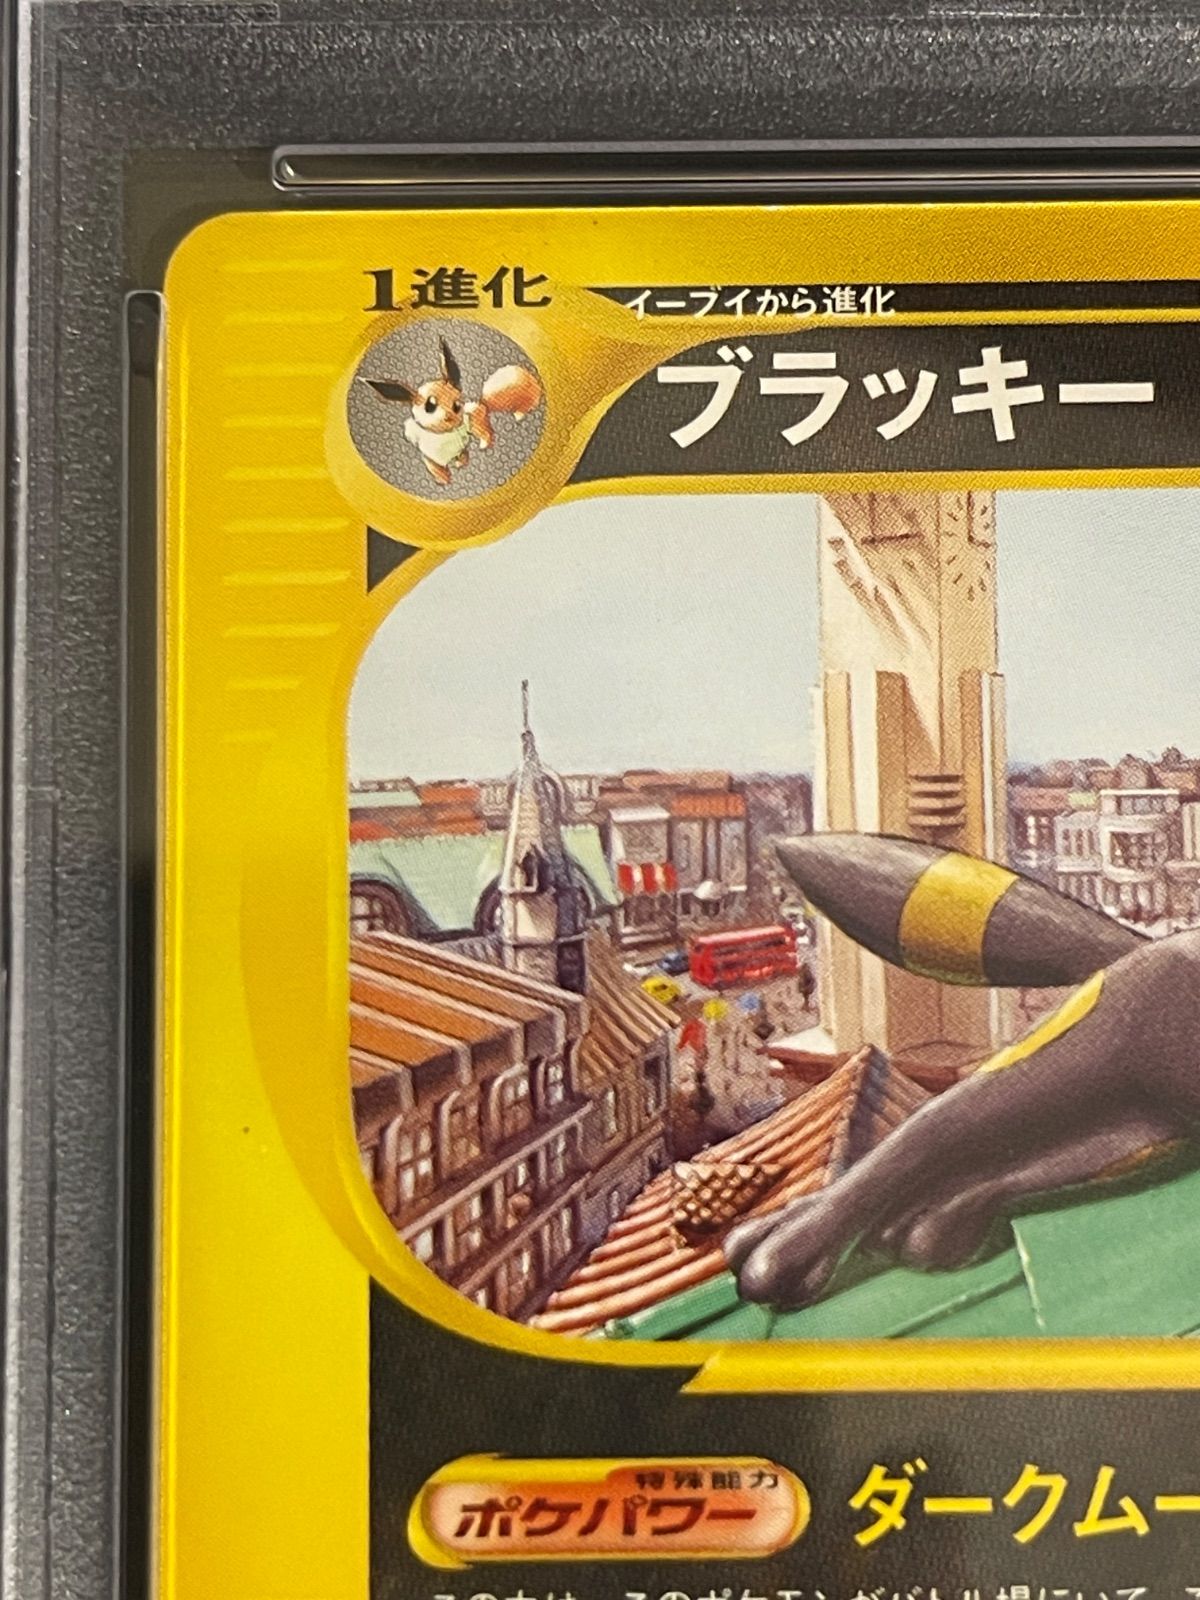 1進化
イーブイから進化
ブラッキー
特殊能力
ポケパワー
ダークムー